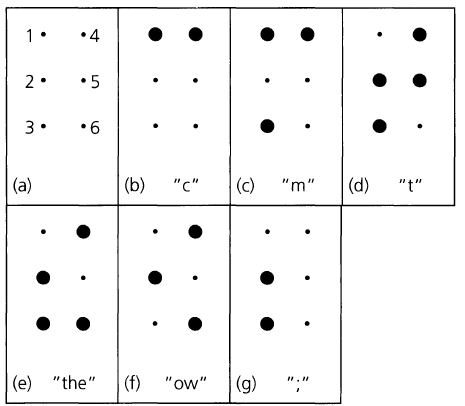 1 4
2 5
3 6
(a) (b) "c" (c) "m" (d) "t"
(e) "the" (f) "ow" (g) ";"